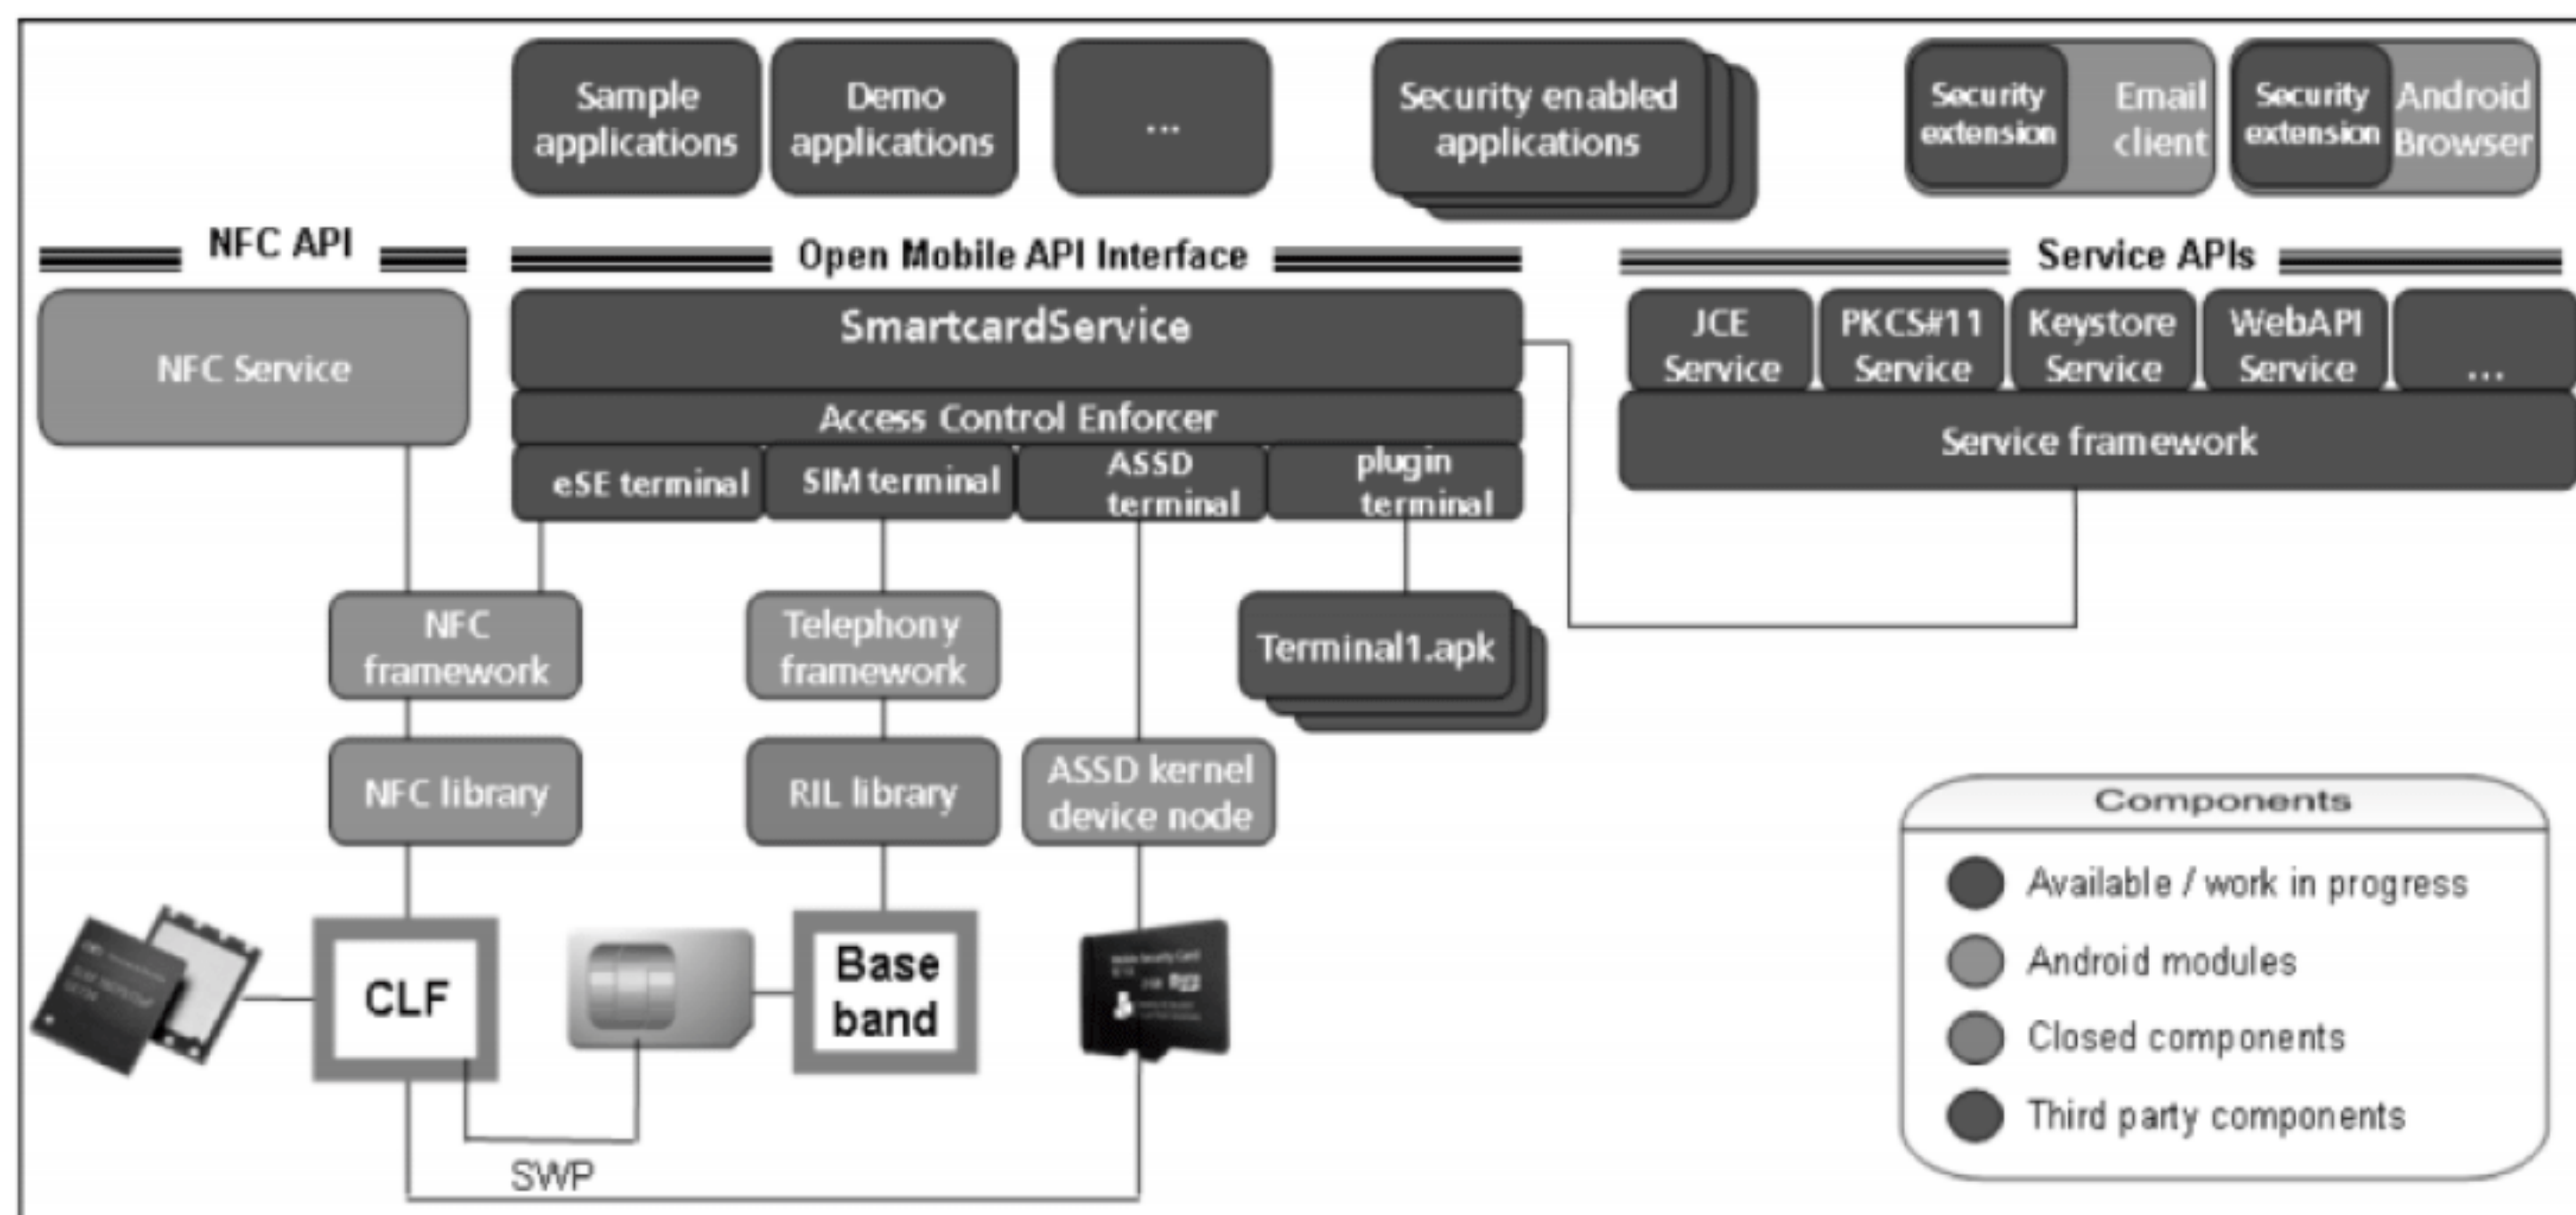 Sample
applications
Demo
applications
...
Security enabled
applications
Security
extension
Email
client
Security
extension
Android
Browser
NFC API
Open Mobile API Interface
Service APIs
NFC Service
SmartcardService
Access Control Enforcer
eSE terminal
SIM terminal
ASSD
terminal
plugin
terminal
JCE
Service
PKCS#11
Service
Keystore
Service
WebAPI
Service
...
Service framework
NFC
framework
Telephony
framework
Terminal1.apk
NFC library
RIL library
ASSD kernel
device node
CLF
Base
band
SWP
Components
Available / work in progress
Android modules
Closed components
Third party components